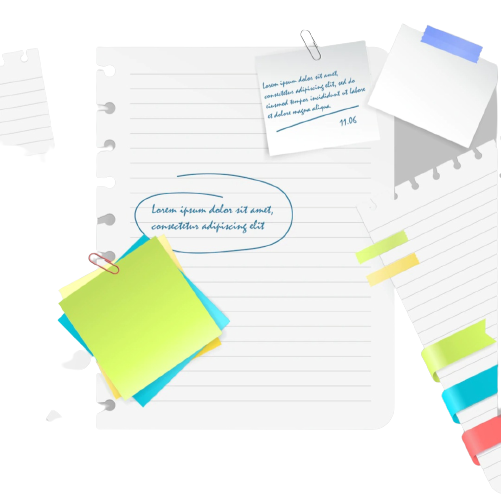 Lorem ipsum dolor sit amet,
consectetur adipiscing elit, sed do
eiusmod tempor incididunt ut labore
et dolore magna aliqua.
11.06
Lorem ipsum dolor sit amet,
consectetur adipiscing elit